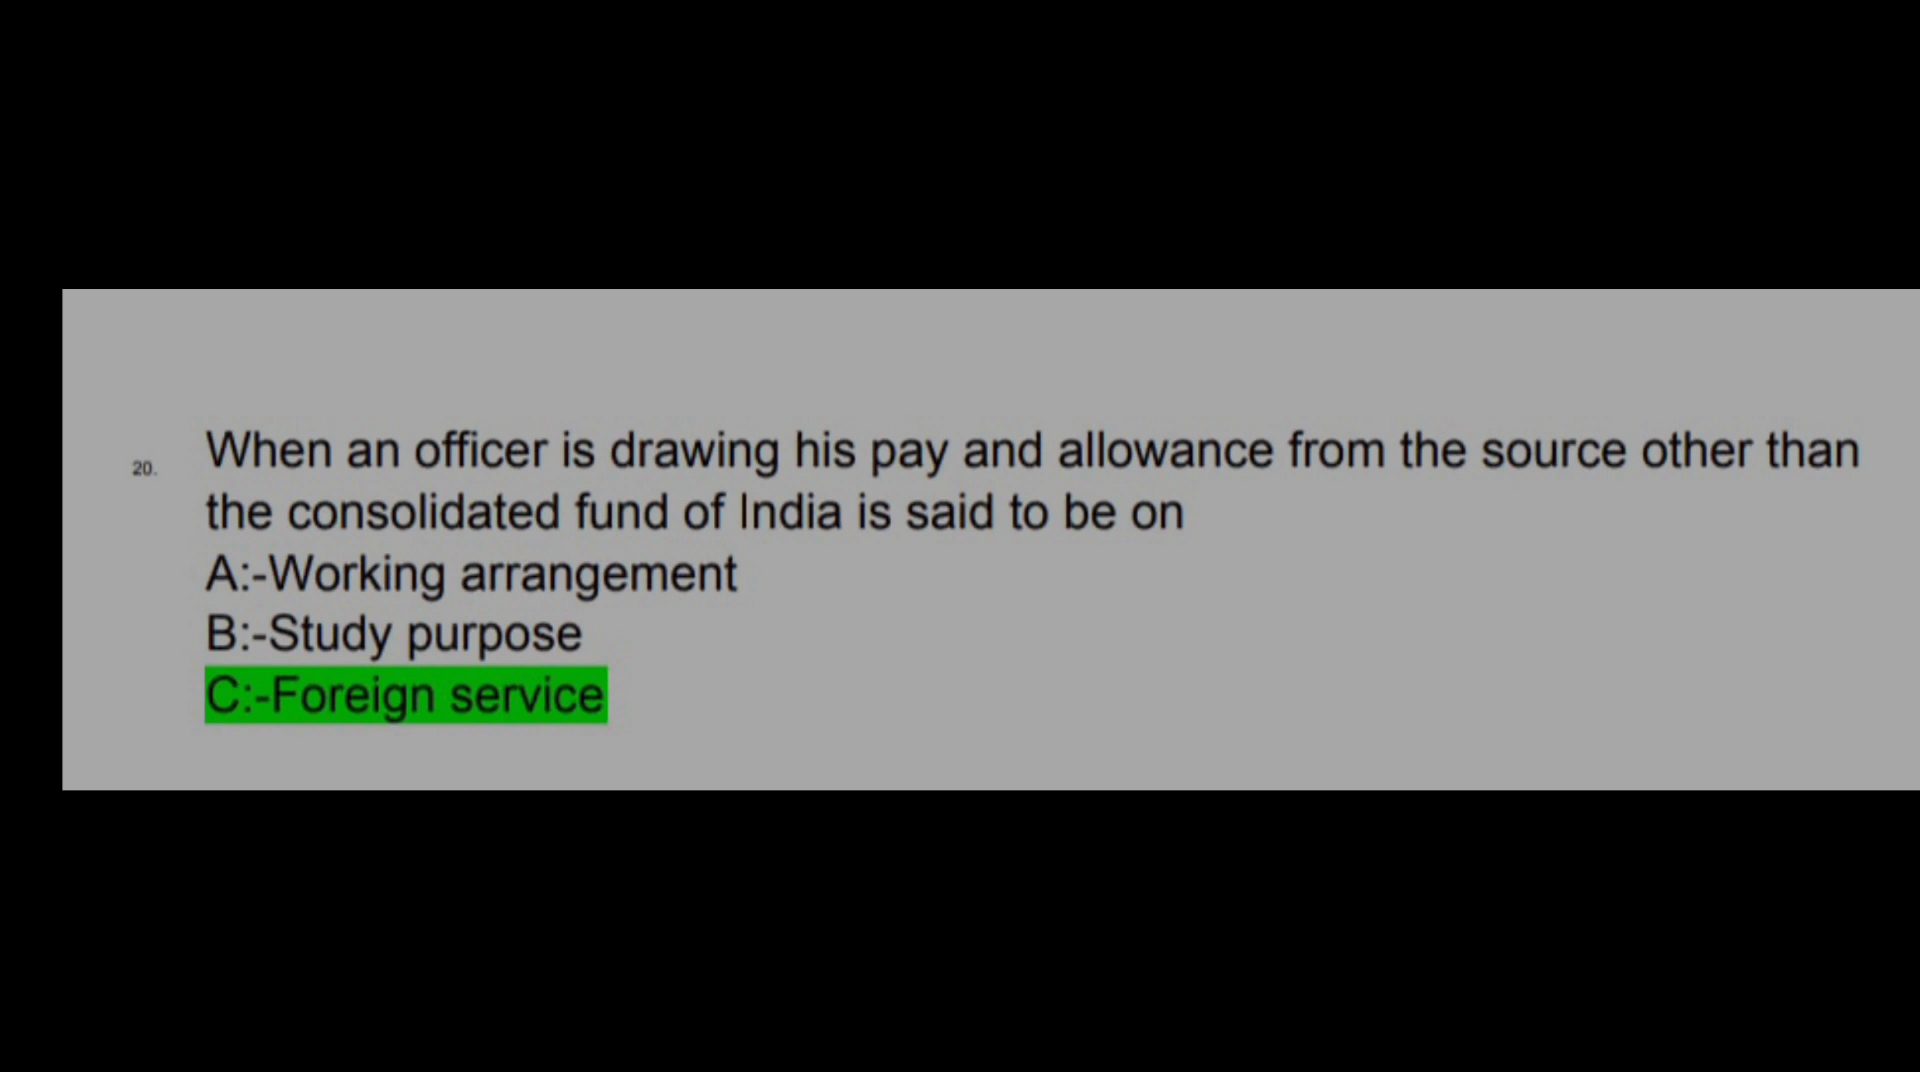 20. When an officer is drawing his pay and allowance from the source other than
the consolidated fund of India is said to be on
A:-Working arrangement
B:-Study purpose
C:-Foreign service